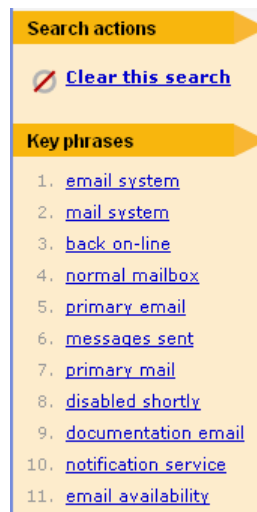 Search actions
Clear this search
Key phrases
1. email system
2. mail system
3. back on-line
4. normal mailbox
5. primary email
6. messages sent
7. primary mail
8. disabled shortly
9. documentation email
10. notification service
11. email availability